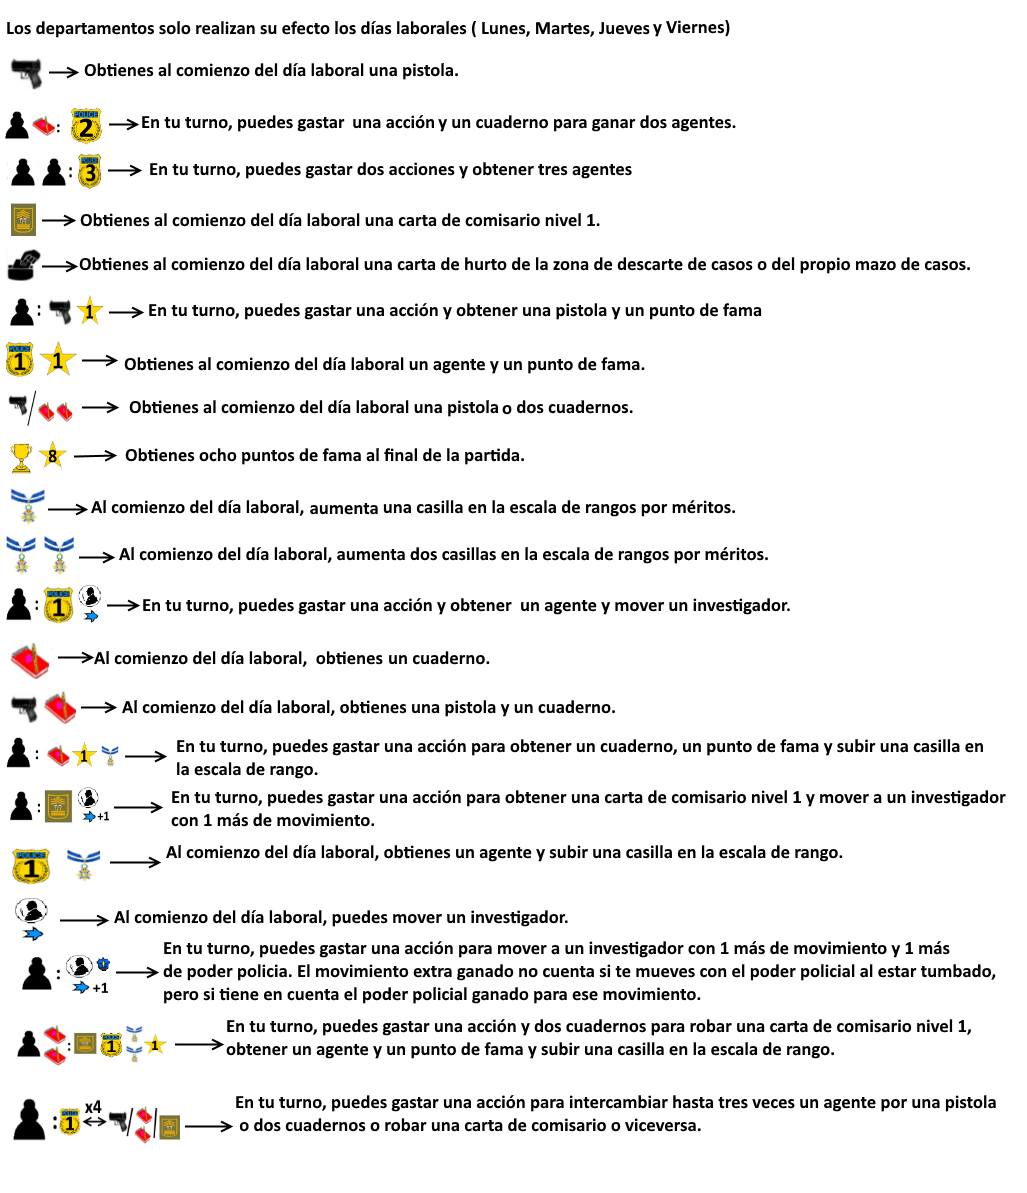 Los departamentos solo realizan su efecto los días laborales ( Lunes, Martes, Jueves y Viernes)
Obtienes al comienzo del día laboral una pistola.
: POLICE 2 En tu turno, puedes gastar una acción y un cuaderno para ganar dos agentes.
: 3 En tu turno, puedes gastar dos acciones y obtener tres agentes
Obtienes al comienzo del día laboral una carta de comisario nivel 1.
Obtienes al comienzo del día laboral una carta de hurto de la zona de descarte de casos o del propio mazo de casos.
: 1 En tu turno, puedes gastar una acción y obtener una pistola y un punto de fama
POLICE 1 1 Obtienes al comienzo del día laboral un agente y un punto de fama.
/ Obtienes al comienzo del día laboral una pistola o dos cuadernos.
8 Obtienes ocho puntos de fama al final de la partida.
Al comienzo del día laboral, aumenta una casilla en la escala de rangos por méritos.
Al comienzo del día laboral, aumenta dos casillas en la escala de rangos por méritos.
: POLICE 1 En tu turno, puedes gastar una acción y obtener un agente y mover un investigador.
Al comienzo del día laboral, obtienes un cuaderno.
Al comienzo del día laboral, obtienes una pistola y un cuaderno.
: 1 En tu turno, puedes gastar una acción para obtener un cuaderno, un punto de fama y subir una casilla en
la escala de rango.
: +1 En tu turno, puedes gastar una acción para obtener una carta de comisario nivel 1 y mover a un investigador
con 1 más de movimiento.
POLICE 1 Al comienzo del día laboral, obtienes un agente y subir una casilla en la escala de rango.
Al comienzo del día laboral, puedes mover un investigador.
En tu turno, puedes gastar una acción para mover a un investigador con 1 más de movimiento y 1 más
: +1 de poder policia. El movimiento extra ganado no cuenta si te mueves con el poder policial al estar tumbado,
pero si tiene en cuenta el poder policial ganado para ese movimiento.
En tu turno, puedes gastar una acción y dos cuadernos para robar una carta de comisario nivel 1,
: 1 1 obtener un agente y un punto de fama y subir una casilla en la escala de rango.
En tu turno, puedes gastar una acción para intercambiar hasta tres veces un agente por una pistola
: 1 x4 / / o dos cuadernos o robar una carta de comisario o viceversa.